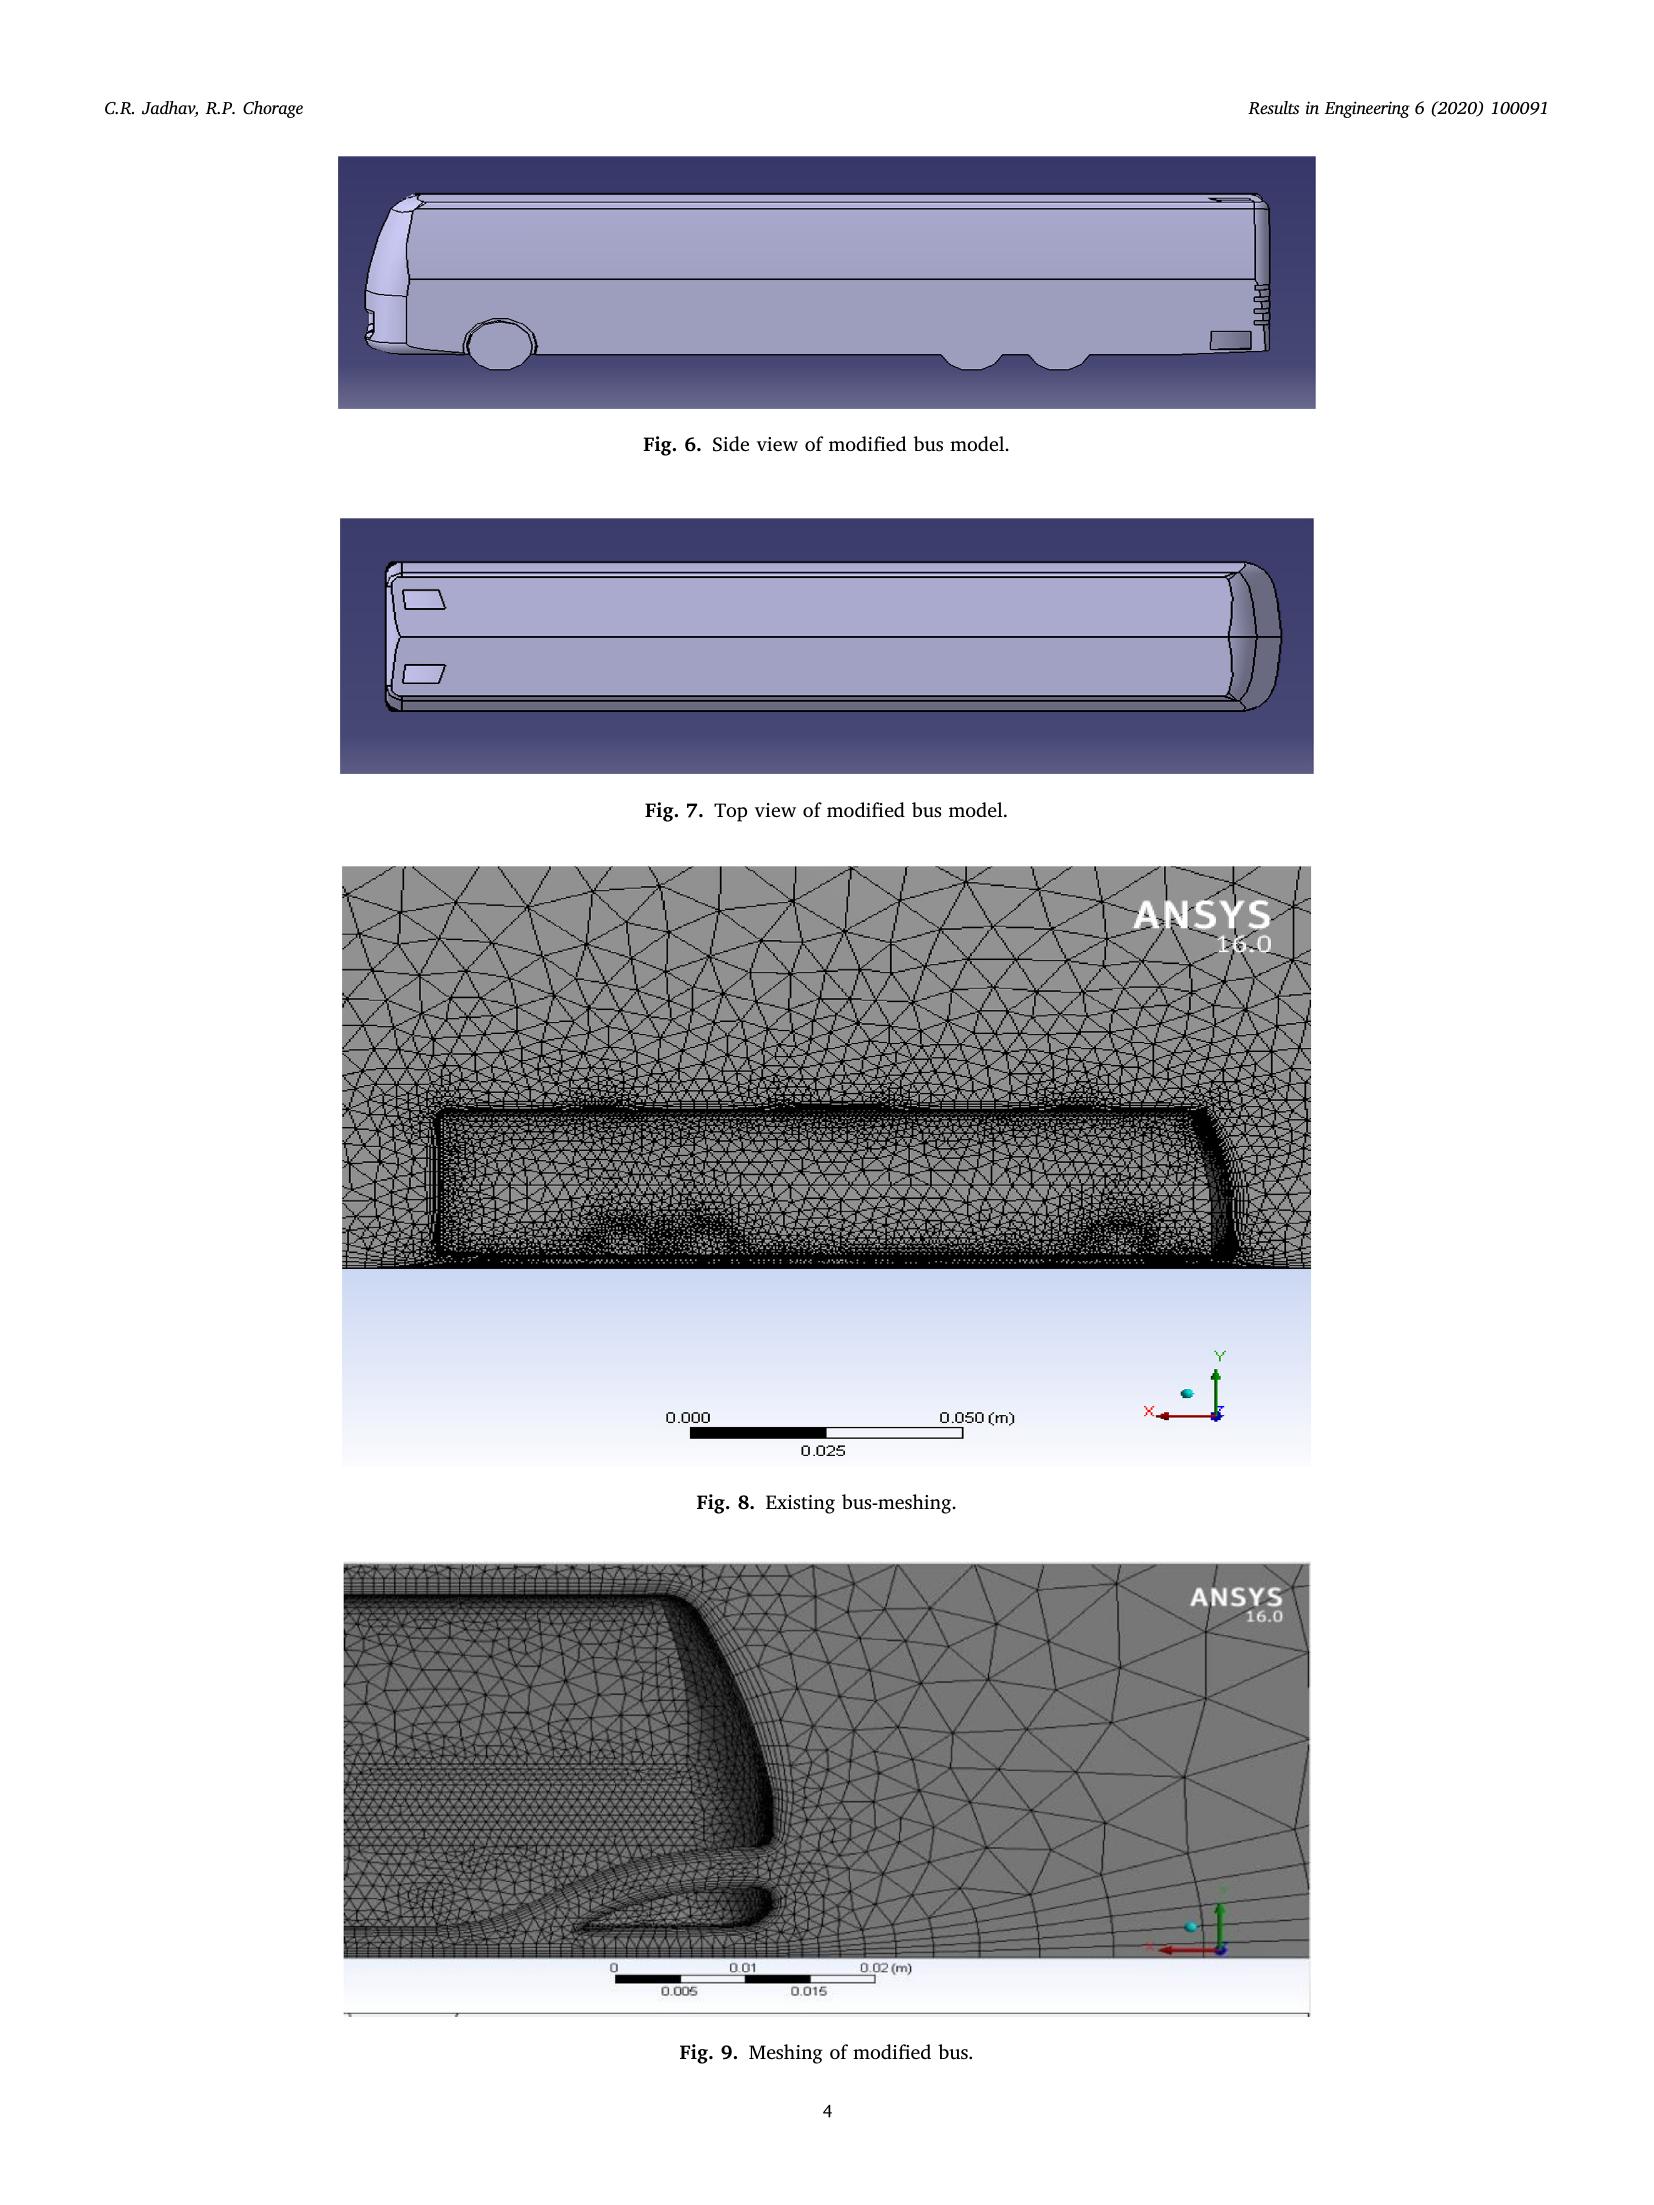 C.R. Jadhav, R.P. Chorage
Results in Engineering 6 (2020) 100091
Fig. 6. Side view of modified bus model.
Fig. 7. Top view of modified bus model.
ANSYS
16.0
Y
X
Z
0.000
0.050 (m)
0.025
Fig. 8. Existing bus-meshing.
ANSYS
16.0
0
0.01
0.02 (m)
0.005
0.015
Fig. 9. Meshing of modified bus.
4